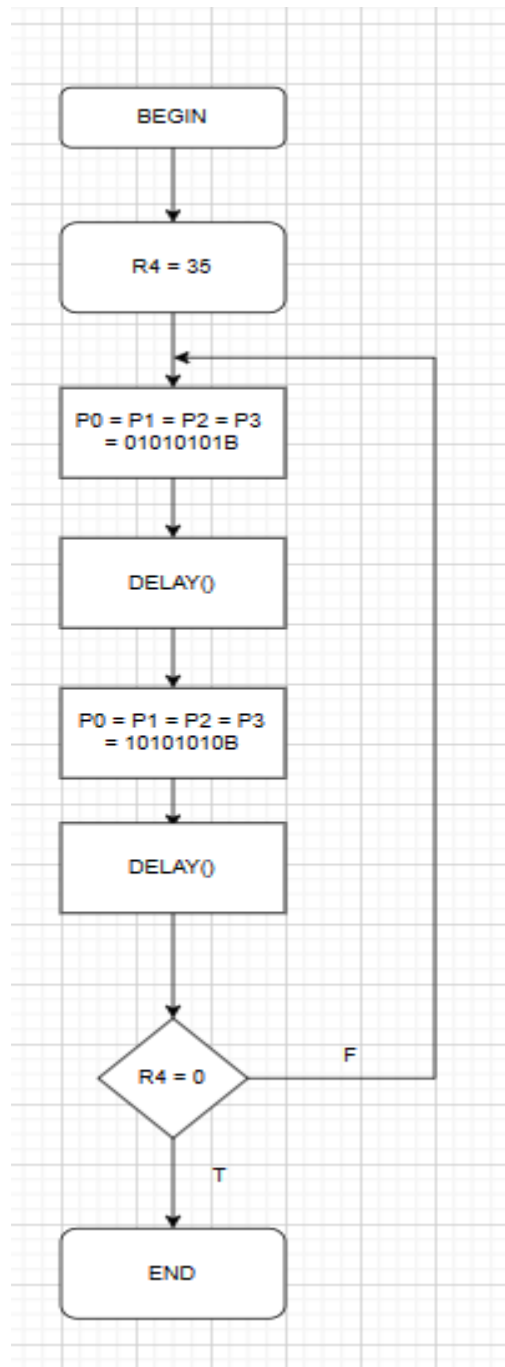 BEGIN
R4 = 35
P0 = P1 = P2 = P3
= 01010101B
DELAY()
P0 = P1 = P2 = P3
= 10101010B
DELAY()
R4 = 0
F
T
END